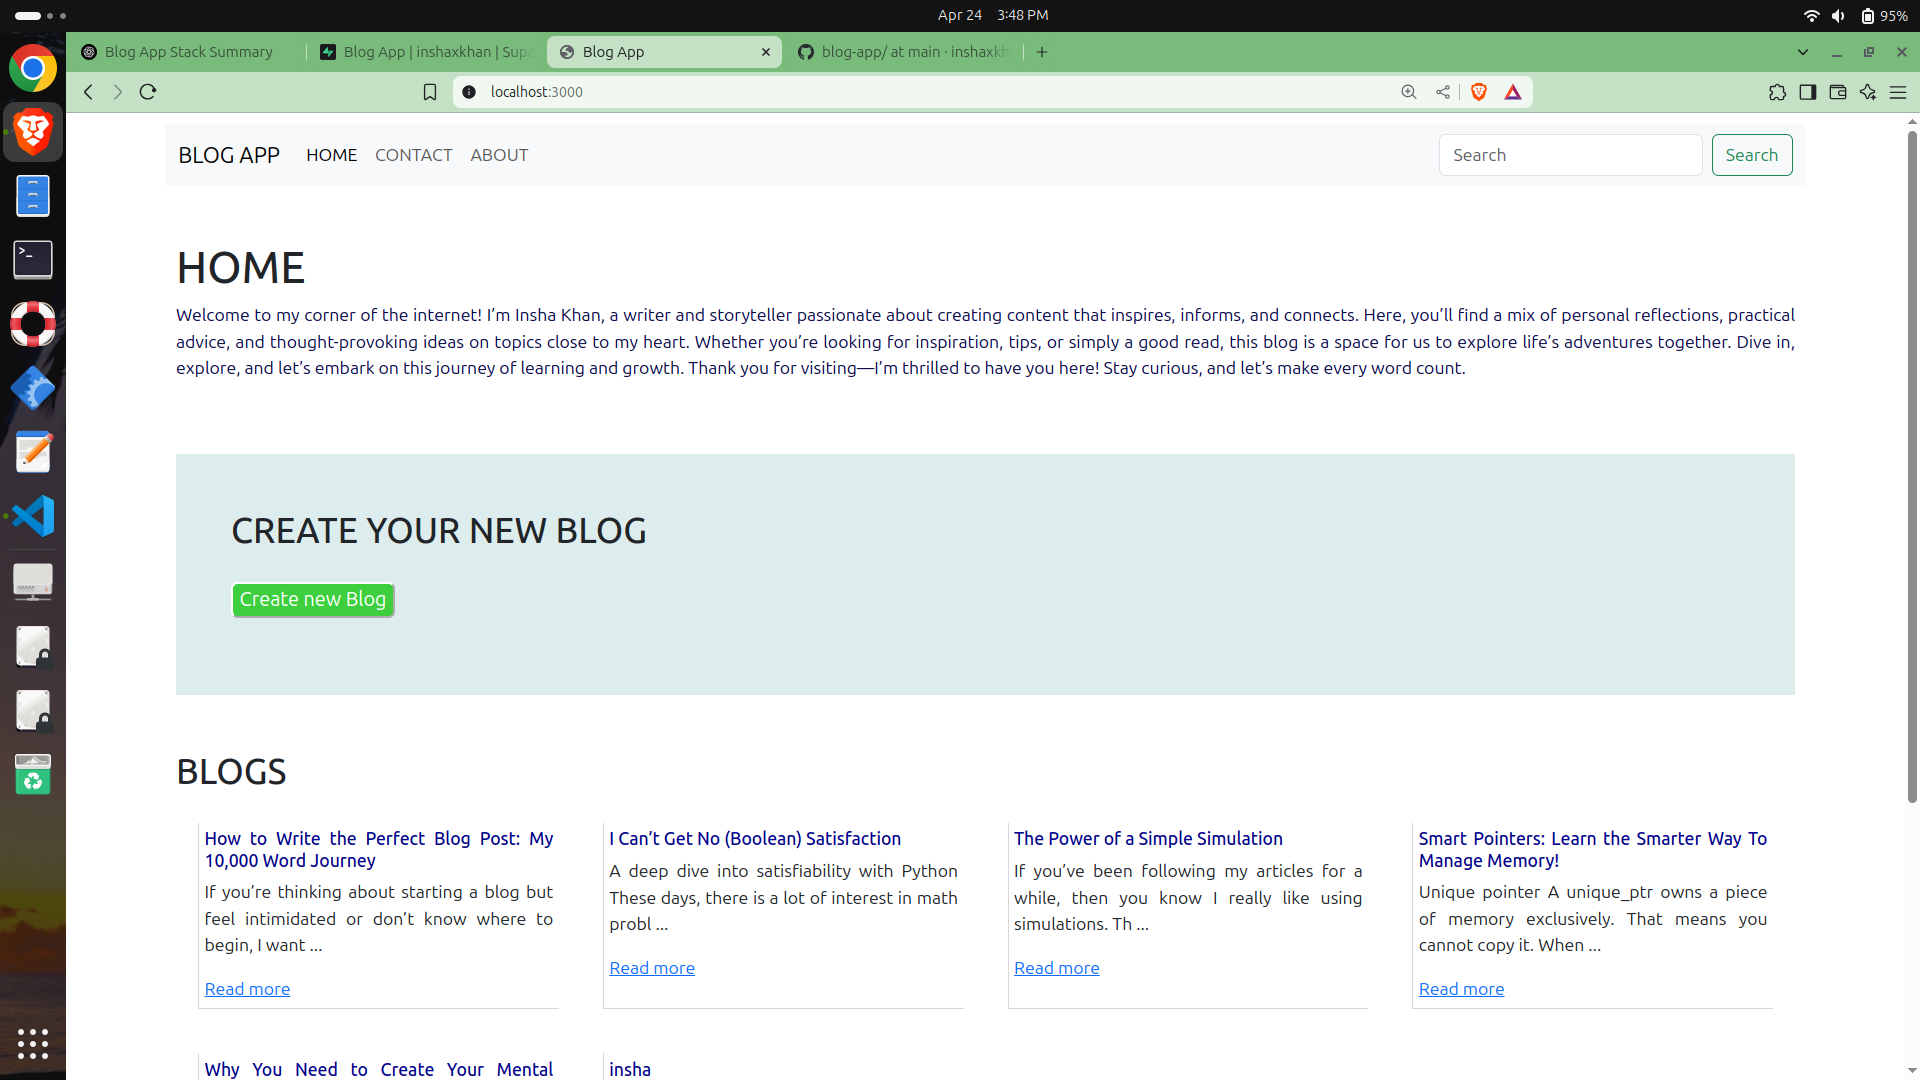 Apr 24 3:48 PM
95%
Blog App Stack Summary
Blog App | inshaxkhan | Supa
Blog App
blog-app/ at main · inshaxkh
localhost:3000
BLOG APP
HOME
CONTACT
ABOUT
Search
Search
HOME
Welcome to my corner of the internet! I’m Insha Khan, a writer and storyteller passionate about creating content that inspires, informs, and connects. Here, you’ll find a mix of personal reflections, practical
advice, and thought-provoking ideas on topics close to my heart. Whether you’re looking for inspiration, tips, or simply a good read, this blog is a space for us to explore life’s adventures together. Dive in,
explore, and let’s embark on this journey of learning and growth. Thank you for visiting—I’m thrilled to have you here! Stay curious, and let’s make every word count.
CREATE YOUR NEW BLOG
Create new Blog
BLOGS
How to Write the Perfect Blog Post: My
10,000 Word Journey
If you’re thinking about starting a blog but
feel intimidated or don’t know where to
begin, I want ...
Read more
I Can’t Get No (Boolean) Satisfaction
A deep dive into satisfiability with Python
These days, there is a lot of interest in math
probl ...
Read more
The Power of a Simple Simulation
If you’ve been following my articles for a
while, then you know I really like using
simulations. Th ...
Read more
Smart Pointers: Learn the Smarter Way To
Manage Memory!
Unique pointer A unique_ptr owns a piece
of memory exclusively. That means you
cannot copy it. When ...
Read more
Why You Need to Create Your Mental
insha